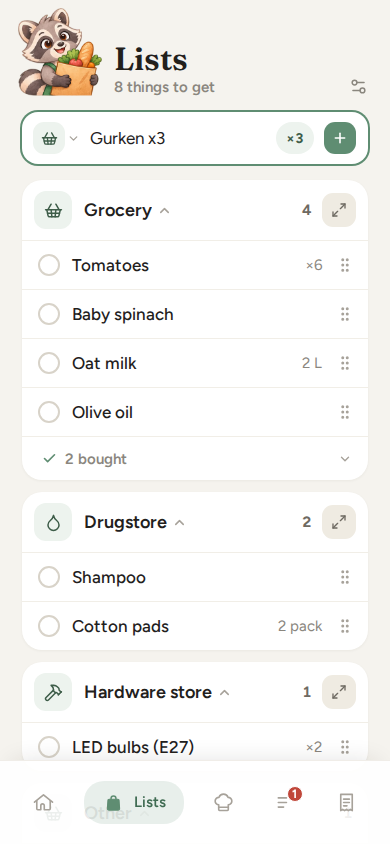 Lists
8 things to get
Gurken x3 ×3
Grocery 4
Tomatoes ×6
Baby spinach
Oat milk 2 L
Olive oil
2 bought
Drugstore 2
Shampoo
Cotton pads 2 pack
Hardware store 1
LED bulbs (E27) ×2
Other
Lists
1